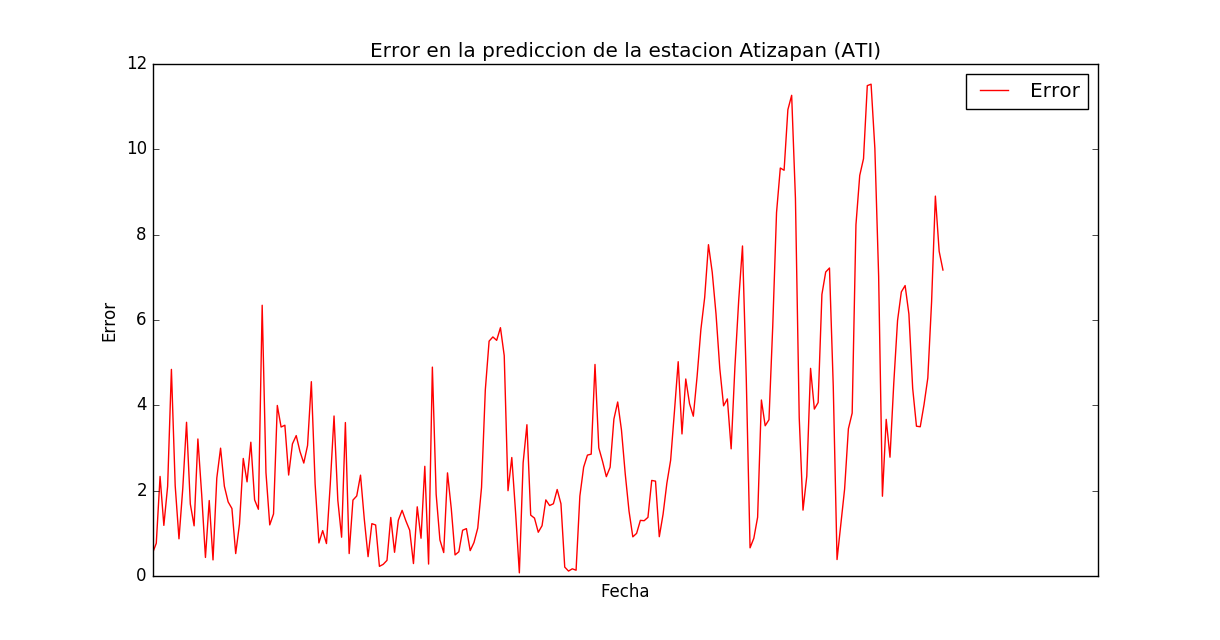 Error en la prediccion de la estacion Atizapan (ATI)
12
10
8
6
4
2
0
Error
Error
Fecha